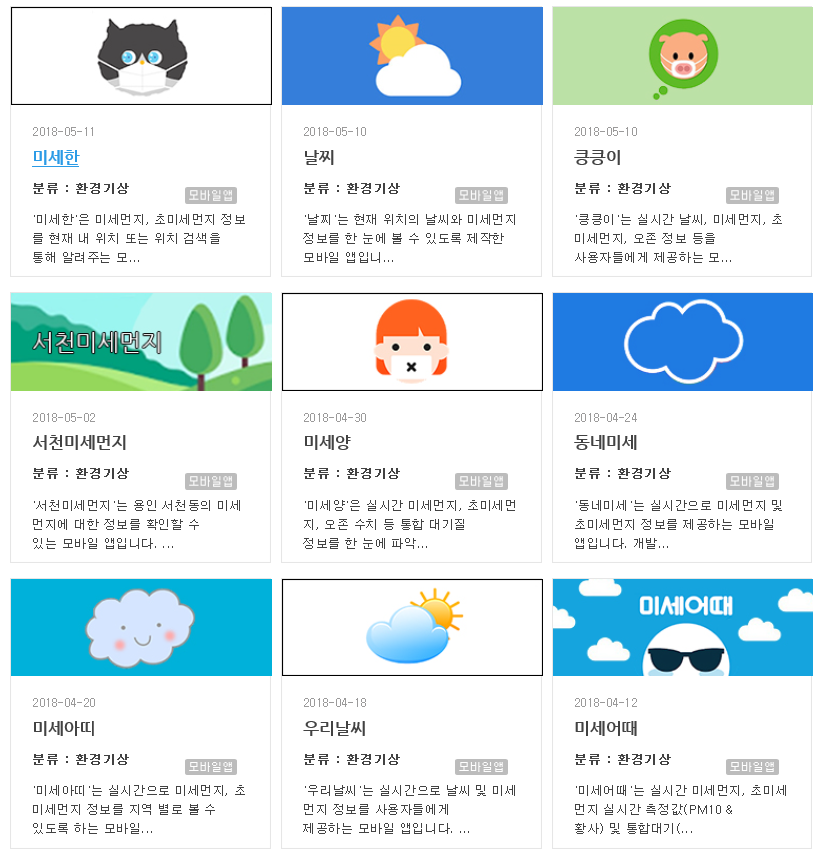 2018-05-11
미세한
분류 : 환경기상
모바일앱
'미세한'은 미세먼지, 초미세먼지 정보
를 현재 내 위치 또는 위치 검색을
통해 알려주는 모...
2018-05-10
날찌
분류 : 환경기상
모바일앱
'날찌'는 현재 위치의 날씨와 미세먼지
정보를 한 눈에 볼 수 있도록 제작한
모바일 앱입니...
2018-05-10
킁킁이
분류 : 환경기상
모바일앱
'킁킁이'는 실시간 날씨, 미세먼지, 초
미세먼지, 오존 정보 등을
사용자들에게 제공하는 모...
서천미세먼지
2018-05-02
서천미세먼지
분류 : 환경기상
모바일앱
'서천미세먼지'는 용인 서천동의 미세
먼지에 대한 정보를 확인할 수
있는 모바일 앱입니다. ...
2018-04-30
미세양
분류 : 환경기상
모바일앱
'미세양'은 실시간 미세먼지, 초미세먼
지, 오존 수치 등 통합 대기질
정보를 한 눈에 파악...
2018-04-24
동네미세
분류 : 환경기상
모바일앱
'동네미세'는 실시간으로 미세먼지 및
초미세먼지 정보를 제공하는 모바일
앱입니다. 개발...
2018-04-20
미세아띠
분류 : 환경기상
모바일앱
'미세아띠'는 실시간으로 미세먼지, 초
미세먼지 정보를 지역 별로 볼 수
있도록 하는 모바일...
2018-04-18
우리날씨
분류 : 환경기상
모바일앱
'우리날씨'는 실시간으로 날씨 및 미세
먼지 정보를 사용자들에게
제공하는 모바일 앱입니다. ...
미세어때
2018-04-12
미세어때
분류 : 환경기상
모바일앱
'미세어때'는 실시간 미세먼지, 초미세
먼지 실시간 측정값(PM10 &
황사) 및 통합대기(...